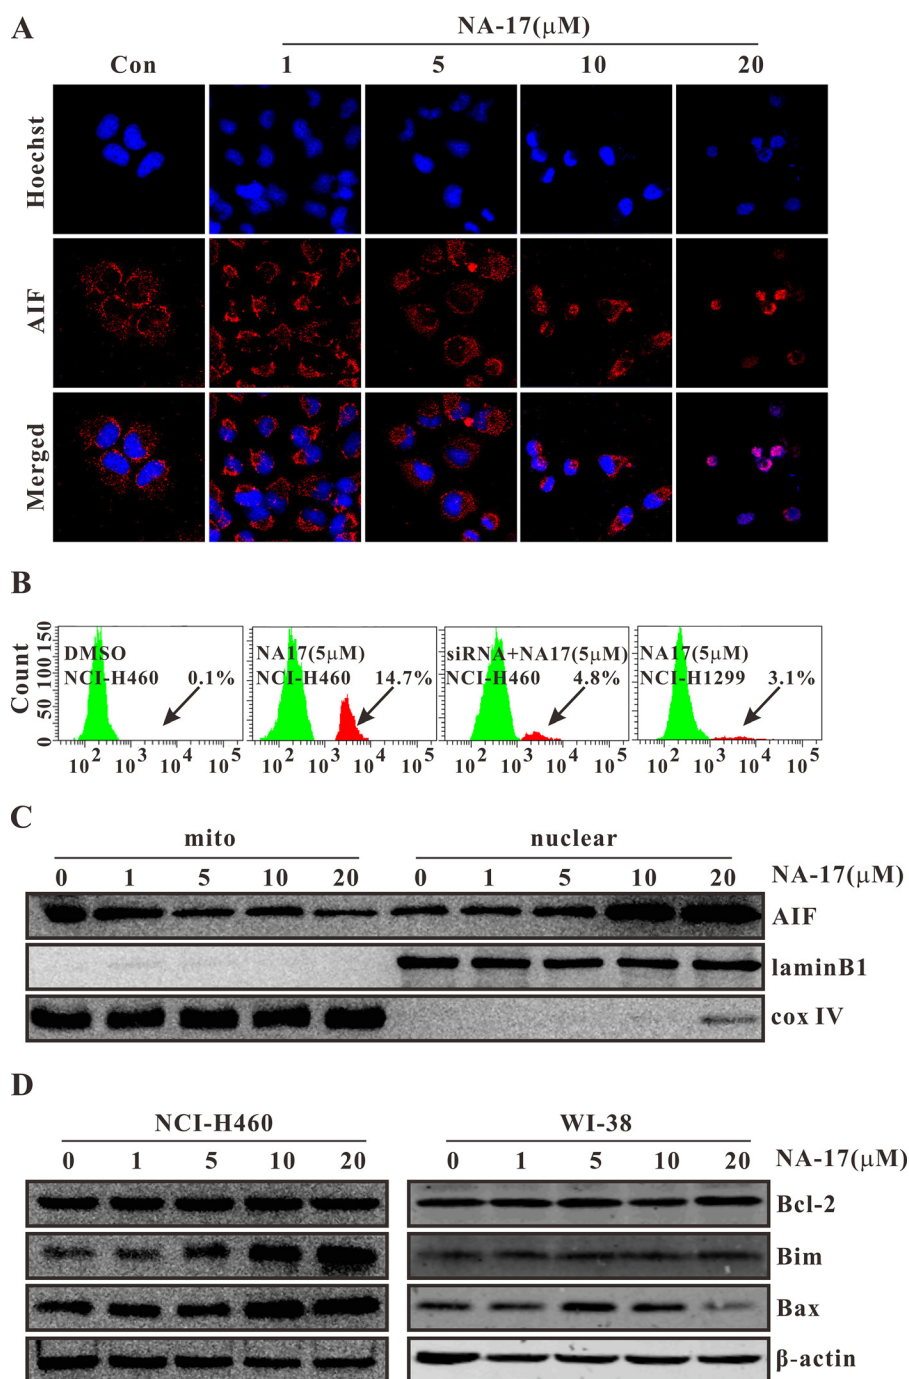 A
NA-17(μM)
Con 1 5 10 20
Hoechst
AIF
Merged
B
Count
0 50 100 150
DMSO
NCI-H460 0.1%
10² 10³ 10⁴ 10⁵
NA17(5μM)
NCI-H460 14.7%
10² 10³ 10⁴ 10⁵
siRNA+NA17(5μM)
NCI-H460 4.8%
10² 10³ 10⁴ 10⁵
NA17(5μM)
NCI-H1299 3.1%
10² 10³ 10⁴ 10⁵
C
mito nuclear
0 1 5 10 20 0 1 5 10 20 NA-17(μM)
AIF
laminB1
cox IV
D
NCI-H460 WI-38
0 1 5 10 20 0 1 5 10 20 NA-17(μM)
Bcl-2
Bim
Bax
β-actin